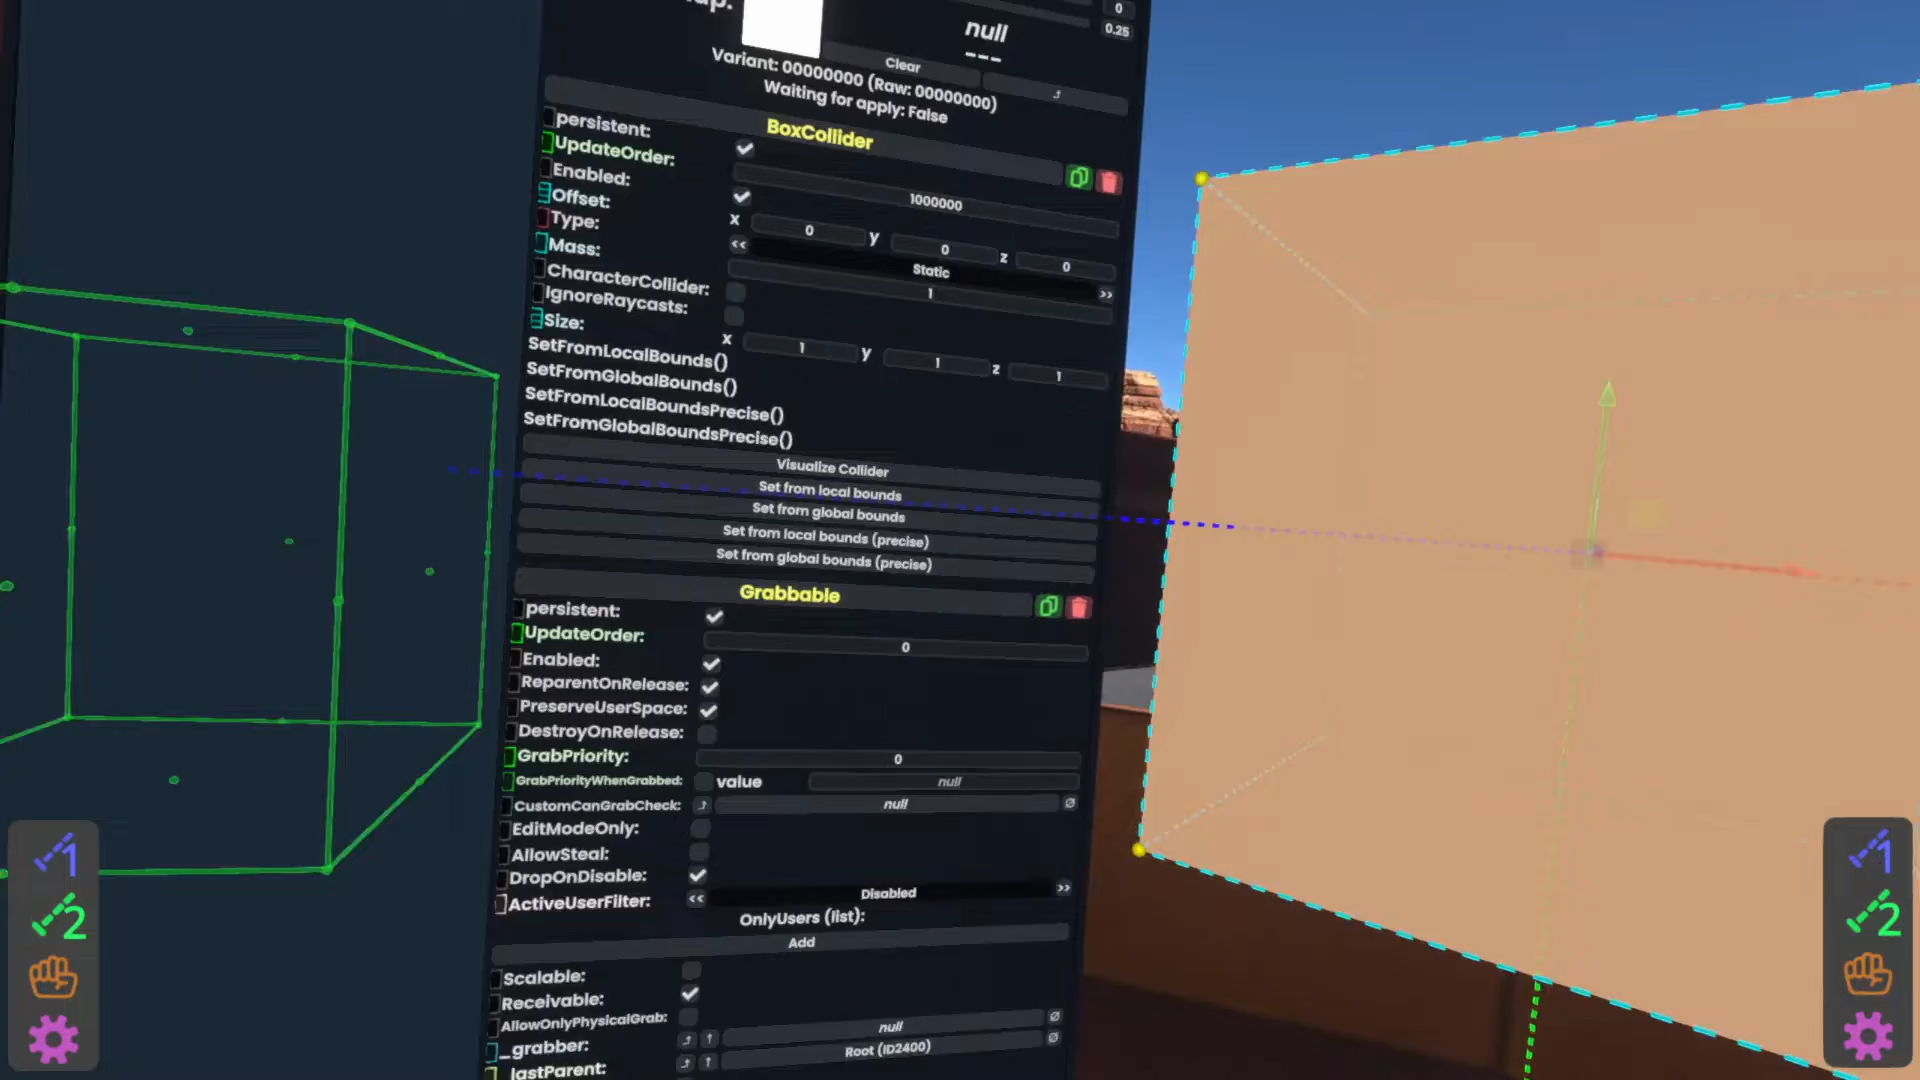 0
0.25
null
---
Clear
Variant: 00000000 (Raw: 00000000)
Waiting for apply: False
BoxCollider
persistent:
UpdateOrder: 1000000
Enabled:
Offset: x 0 y 0 z 0
Type: << Static >>
Mass: 1
CharacterCollider:
IgnoreRaycasts:
Size: x 1 y 1 z 1
SetFromLocalBounds()
SetFromGlobalBounds()
SetFromLocalBoundsPrecise()
SetFromGlobalBoundsPrecise()
Visualize Collider
Set from local bounds
Set from global bounds
Set from local bounds (precise)
Set from global bounds (precise)
Grabbable
persistent:
UpdateOrder: 0
Enabled:
ReparentOnRelease:
PreserveUserSpace:
DestroyOnRelease:
GrabPriority: 0
GrabPriorityWhenGrabbed: value null
CustomCanGrabCheck: null
EditModeOnly:
AllowSteal:
DropOnDisable:
ActiveUserFilter: << Disabled >>
OnlyUsers (list):
Add
Scalable:
Receivable:
AllowOnlyPhysicalGrab:
_grabber: null
_lastParent: Root (ID2400)
1
2
1
2